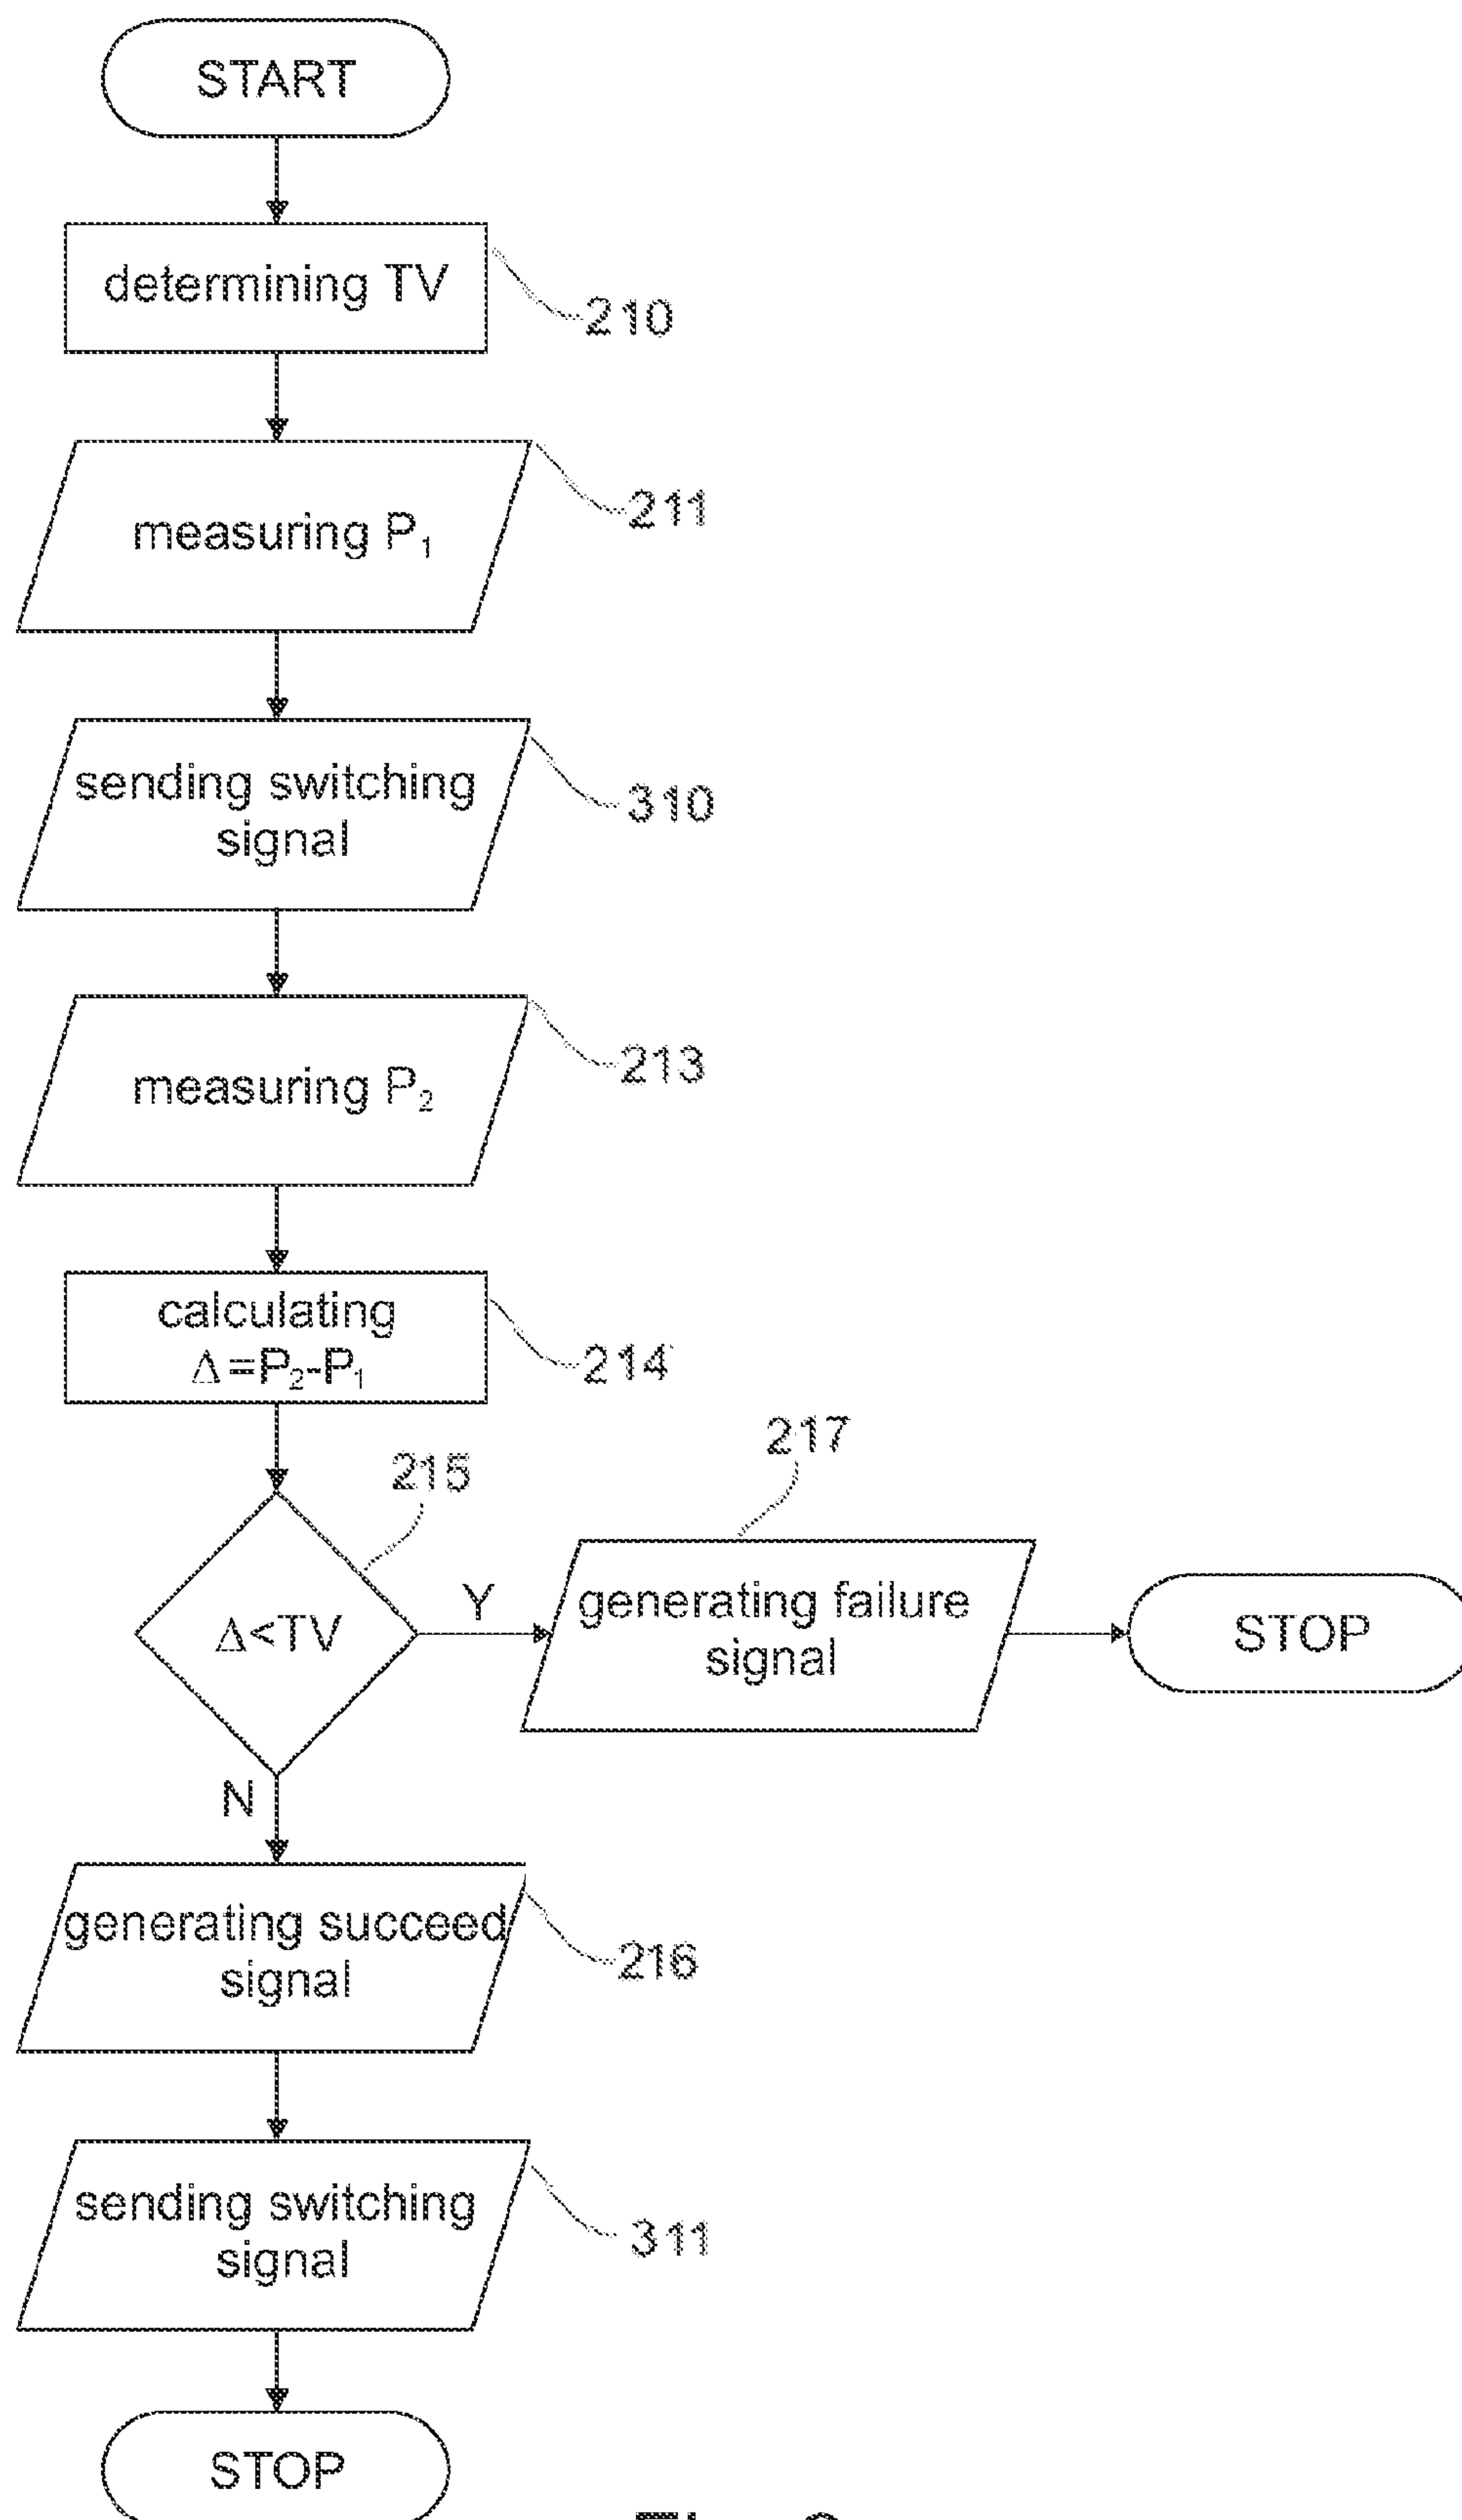 START
determining TV
210
measuring P₁
211
sending switching
signal
310
measuring P₂
213
calculating
Δ=P₂-P₁
214
215
217
Δ<TV
Y
generating failure
signal
STOP
N
generating succeed
signal
216
sending switching
signal
311
STOP